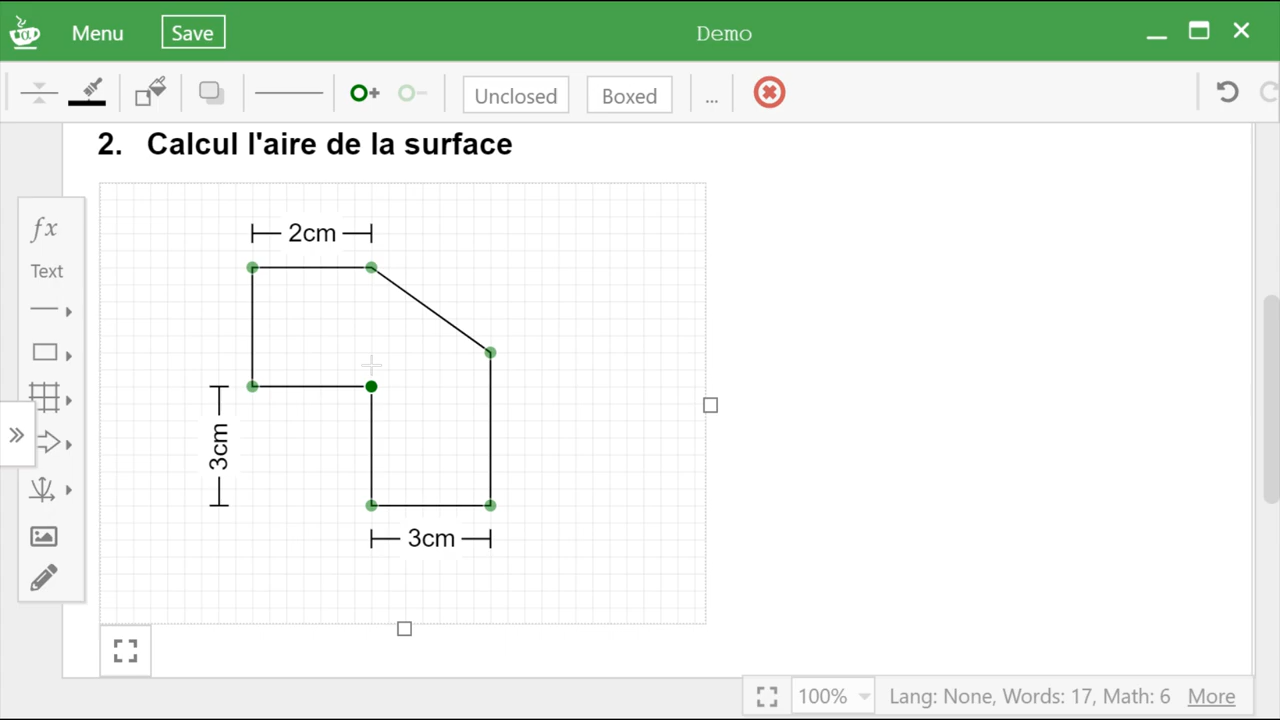 Menu Save Demo
Unclosed Boxed ...
2. Calcul l'aire de la surface
fx
Text
2cm
3cm
3cm
100% Lang: None, Words: 17, Math: 6 More